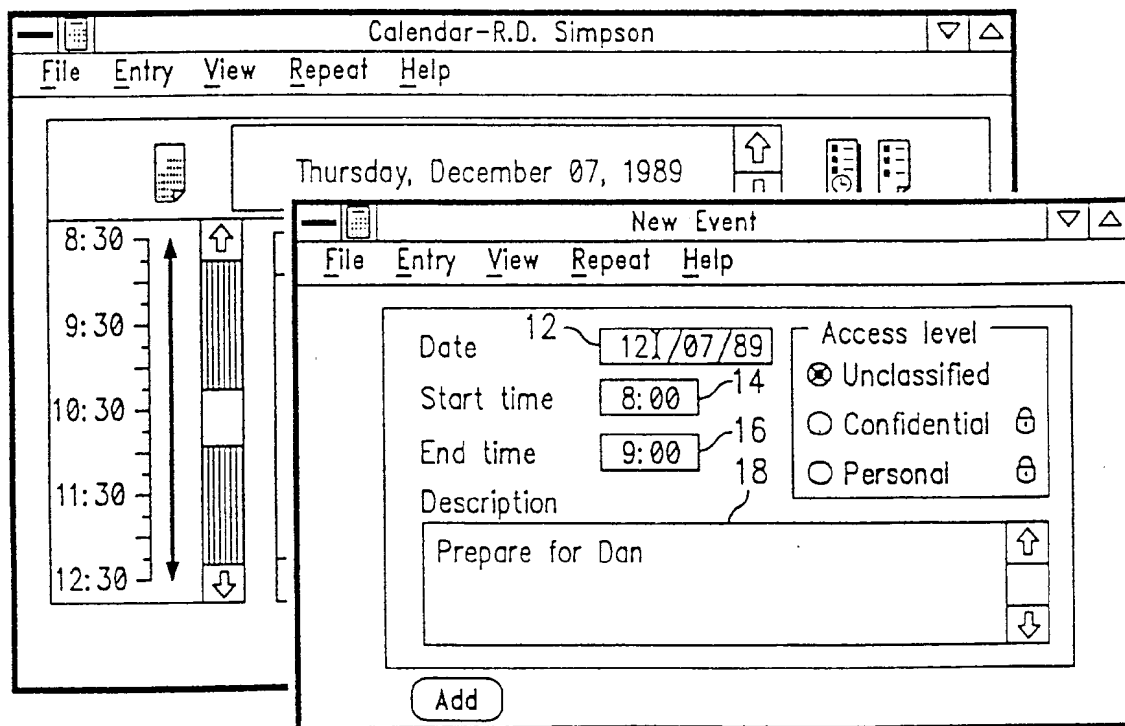 Calendar-R.D. Simpson
File Entry View Repeat Help
Thursday, December 07, 1989
8:30
9:30
10:30
11:30
12:30
New Event
File Entry View Repeat Help
Date 12 12/07/89
Start time 8:00 14
End time 9:00 16
Access level
Unclassified
Confidential
Personal
Description 18
Prepare for Dan
Add